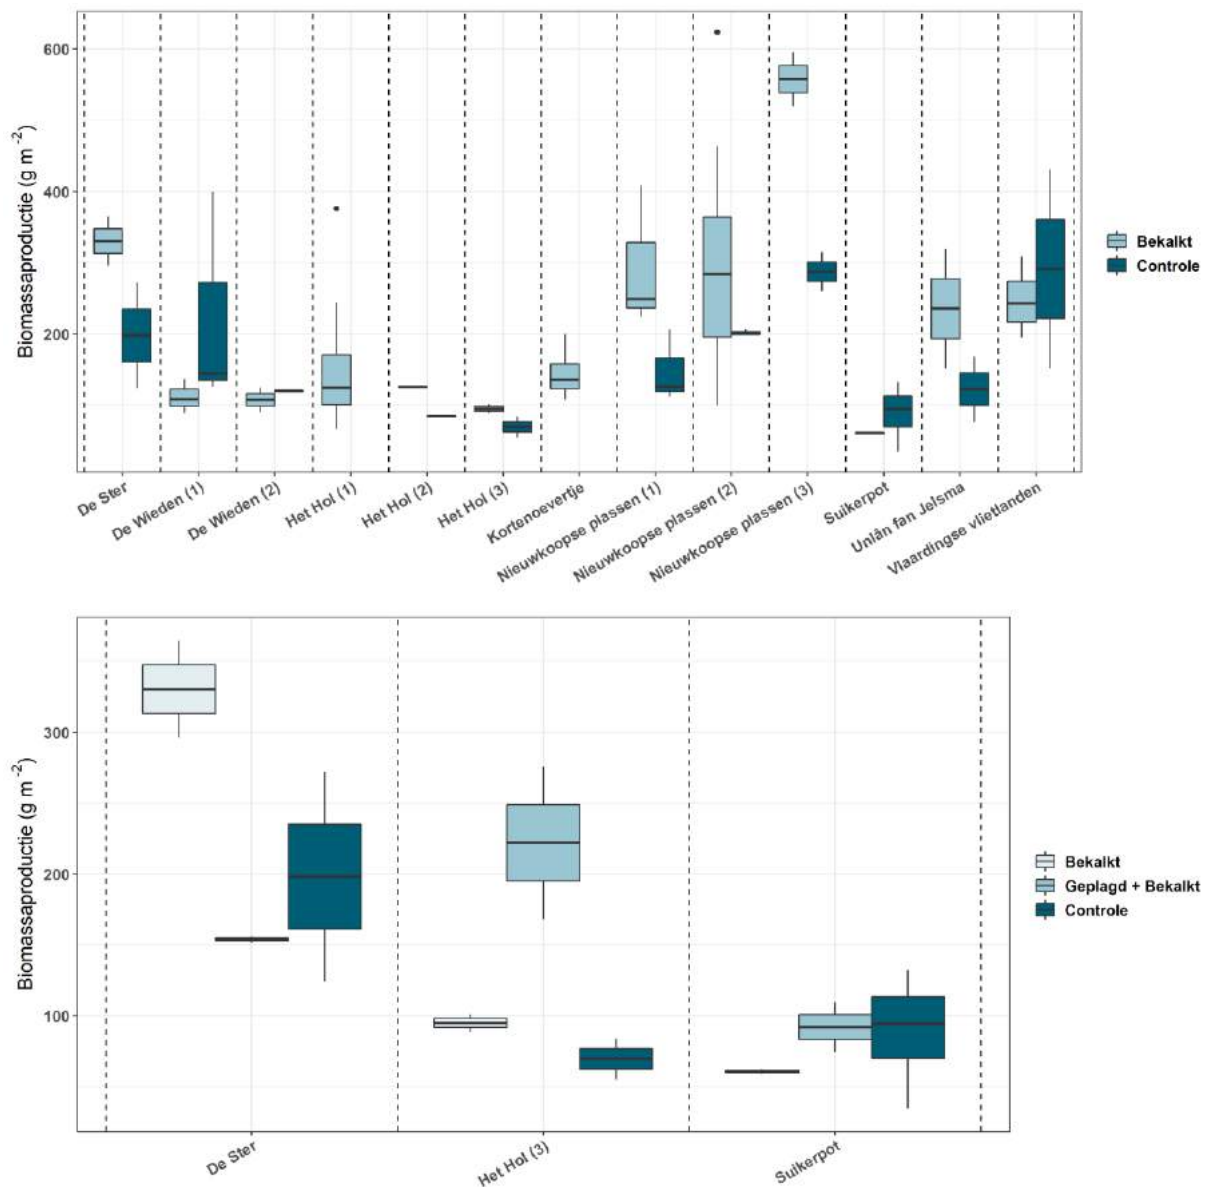 Biomassaproductie (g m -2)
600
400
200
De Ster
De Wieden (1)
De Wieden (2)
Het Hol (1)
Het Hol (2)
Het Hol (3)
Kortenoevertje
Nieuwkoopse plassen (1)
Nieuwkoopse plassen (2)
Nieuwkoopse plassen (3)
Suikerpot
Unlân fan Jelsma
Vlaardingse vlietlanden
Bekalkt
Controle
Biomassaproductie (g m -2)
300
200
100
De Ster
Het Hol (3)
Suikerpot
Bekalkt
Geplagd + Bekalkt
Controle